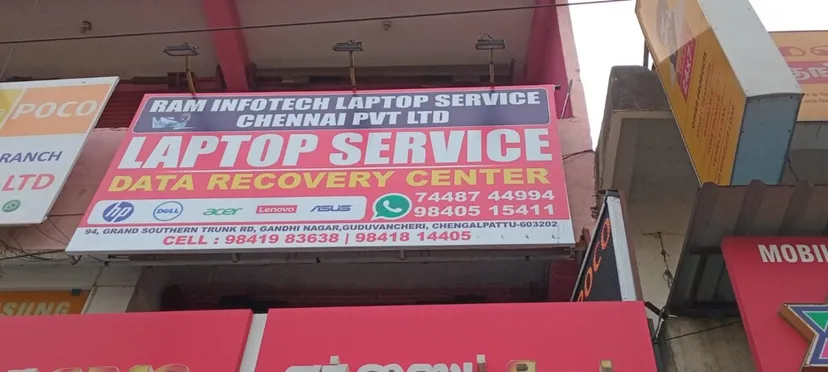 RAM INFOTECH LAPTOP SERVICE
CHENNAI PVT LTD
LAPTOP SERVICE
DATA RECOVERY CENTER
hp DELL acer Lenovo ASUS
74487 44994
98405 15411
94, GRAND SOUTHERN TRUNK RD, GANDHI NAGAR,GUDUVANCHERI, CHENGALPATTU-603202
CELL : 98419 83638 | 98418 14405
POCO
RANCH
LTD
SUNG
POCO
MOBIL